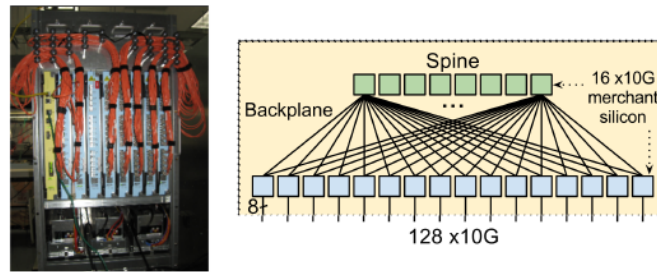 Spine
16 x10G
merchant
silicon
Backplane
...
8
128 x10G